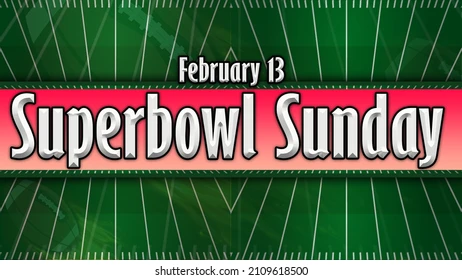 February 13
Superbowl Sunday
shutterstock.com · 2109618500